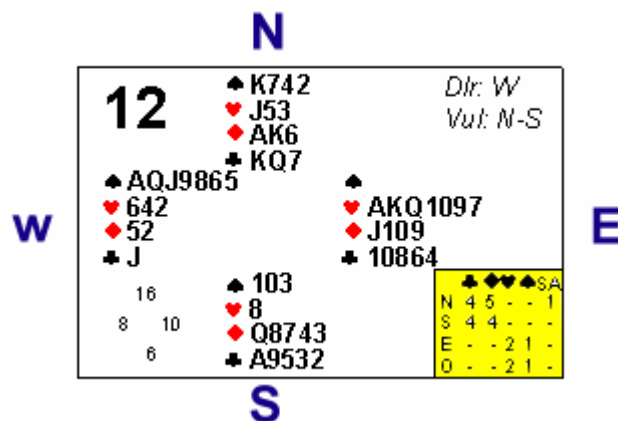 N
12
Dlr: W
Vul: N-S
♠ K742
♥ J53
♦ AK6
♣ KQ7
W
♠ AQJ9865
♥ 642
♦ 52
♣ J
♠
♥ AKQ1097
♦ J109
♣ 10864
E
16
8 10
6
♠ 103
♥ 8
♦ Q8743
♣ A9532
♣ ♦ ♥ ♠ SA
N 4 5 - - 1
S 4 4 - - -
E - - 2 1 -
O - - 2 1 -
S